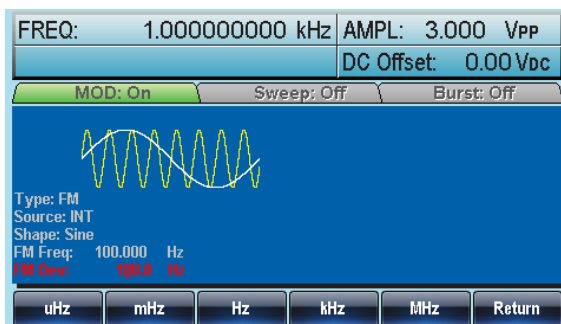 FREQ: 1.000000000 kHz AMPL: 3.000 VPP
DC Offset: 0.00 VDC
MOD: On Sweep: Off Burst: Off
Type: FM
Source: INT
Shape: Sine
FM Freq: 100.000 Hz
FM Dev: 100.0 Hz
uHz mHz Hz kHz MHz Return